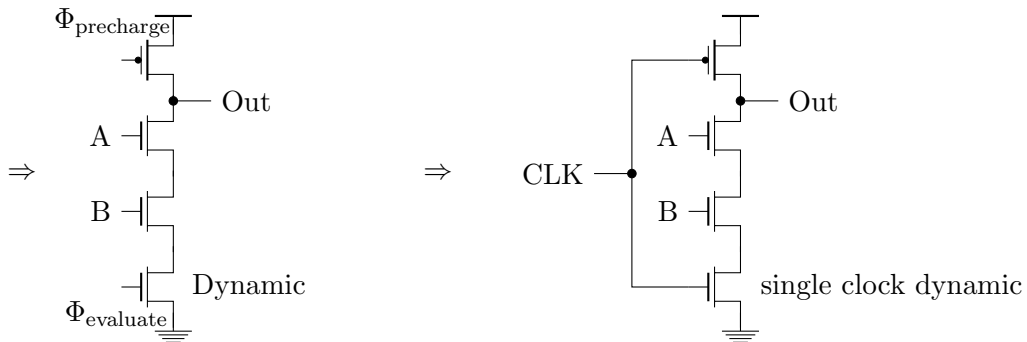 Φprecharge
Out
Out
A
A
⇒
⇒
CLK
B
B
Dynamic
single clock dynamic
Φevaluate